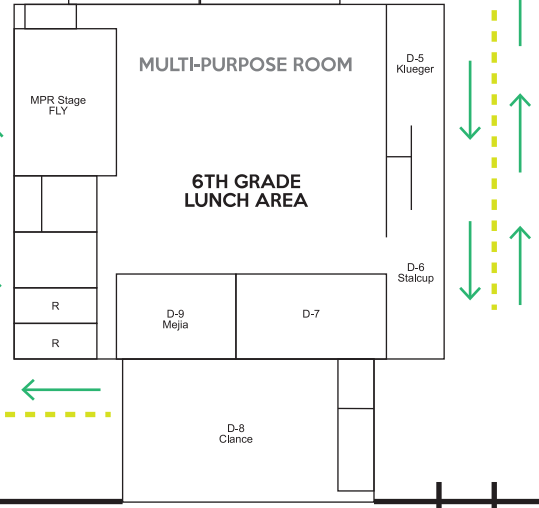 D-5
Klueger
MULTI-PURPOSE ROOM
MPR Stage
FLY
6TH GRADE
LUNCH AREA
D-6
Stalcup
R
D-9
Mejia
D-7
R
D-8
Clance